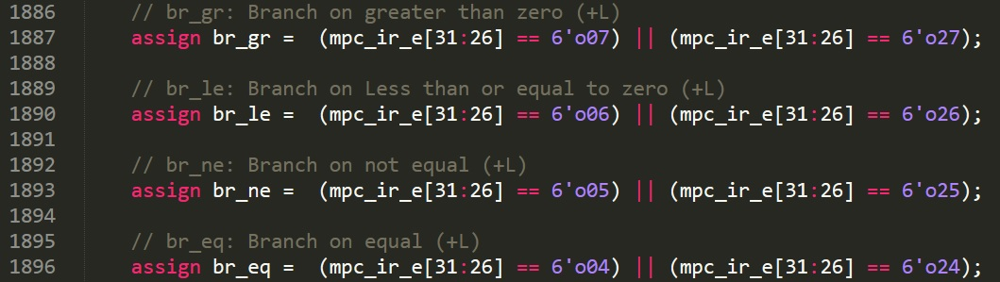 1886 // br_gr: Branch on greater than zero (+L)
1887 assign br_gr =  (mpc_ir_e[31:26] == 6'o07) || (mpc_ir_e[31:26] == 6'o27);
1888
1889 // br_le: Branch on Less than or equal to zero (+L)
1890 assign br_le =  (mpc_ir_e[31:26] == 6'o06) || (mpc_ir_e[31:26] == 6'o26);
1891
1892 // br_ne: Branch on not equal (+L)
1893 assign br_ne =  (mpc_ir_e[31:26] == 6'o05) || (mpc_ir_e[31:26] == 6'o25);
1894
1895 // br_eq: Branch on equal (+L)
1896 assign br_eq =  (mpc_ir_e[31:26] == 6'o04) || (mpc_ir_e[31:26] == 6'o24);